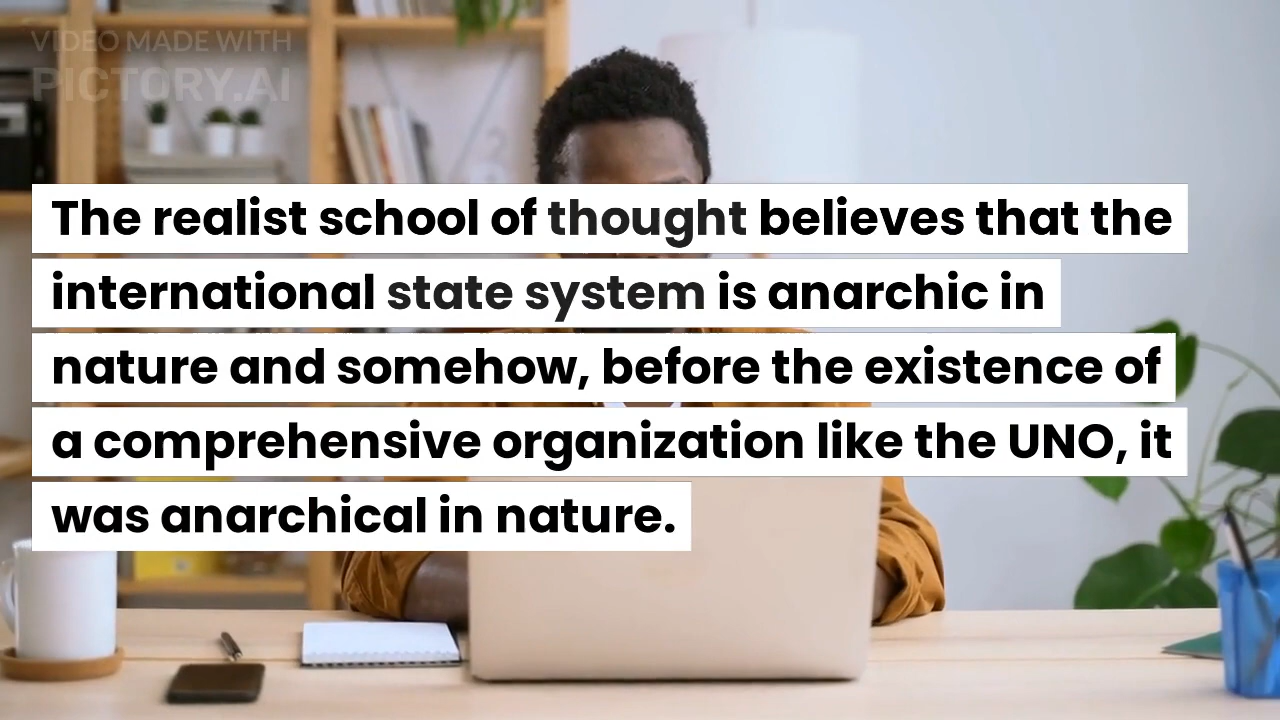 VIDEO MADE WITH
PICTORY.AI
The realist school of thought believes that the
international state system is anarchic in
nature and somehow, before the existence of
a comprehensive organization like the UNO, it
was anarchical in nature.